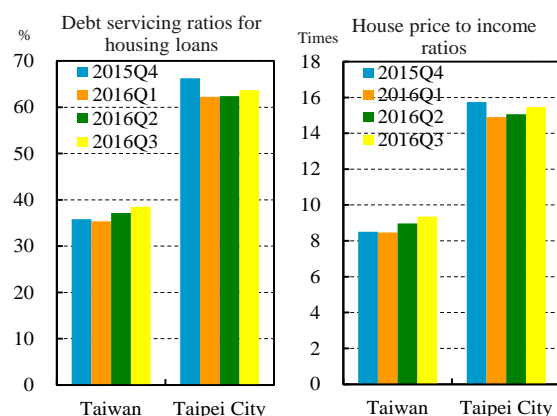 Debt servicing ratios for
housing loans
%
70
60
50
40
30
20
10
0
2015Q4
2016Q1
2016Q2
2016Q3
Taiwan Taipei City
House price to income
ratios
Times
18
16
14
12
10
8
6
4
2
0
2015Q4
2016Q1
2016Q2
2016Q3
Taiwan Taipei City